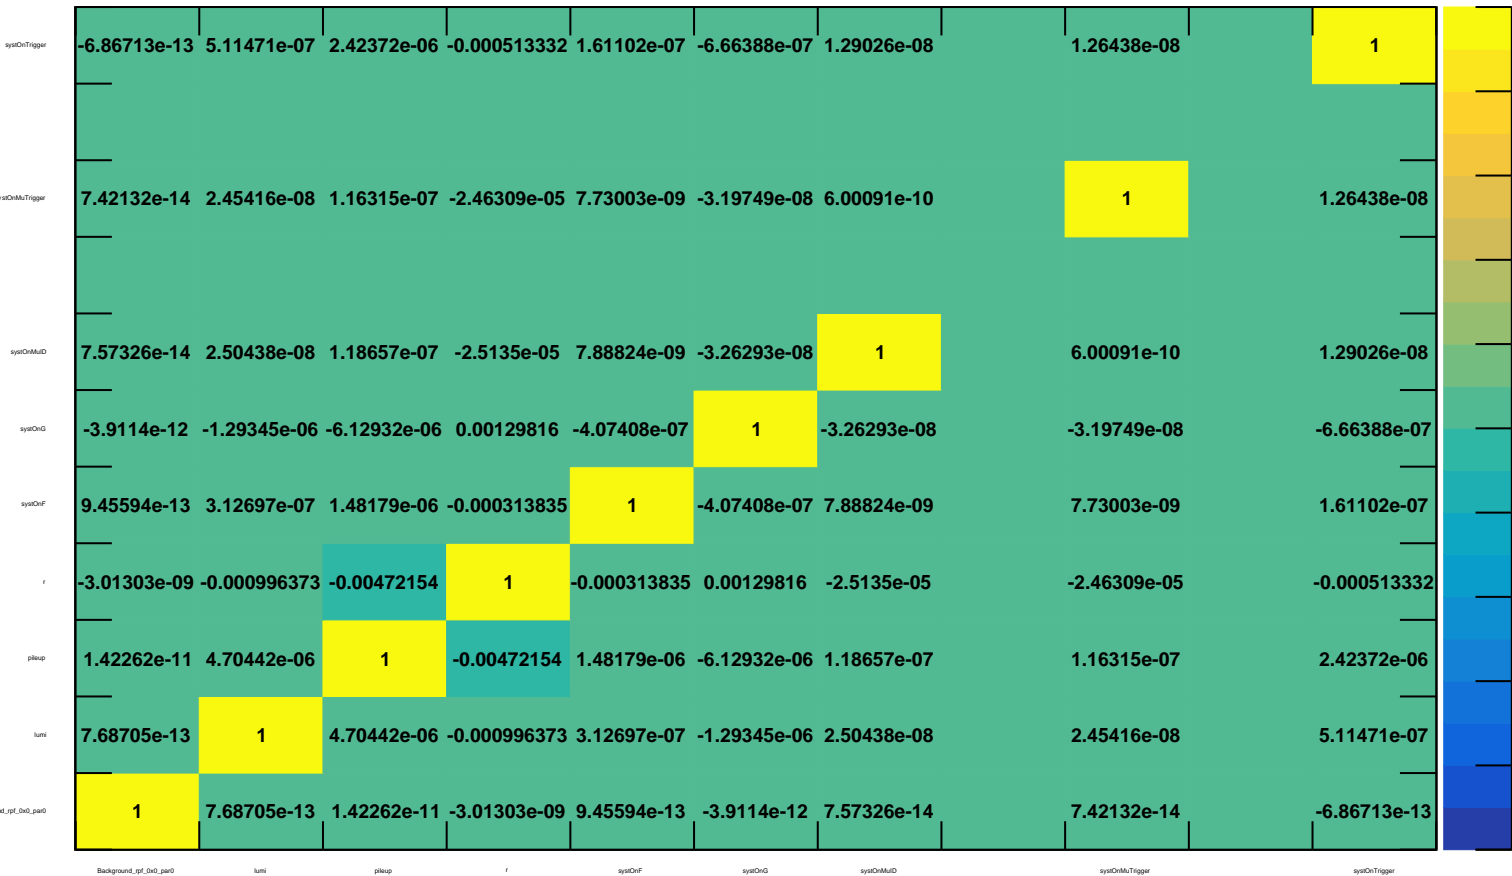 systOnTrigger -6.86713e-13 5.11471e-07 2.42372e-06 -0.000513332 1.61102e-07 -6.66388e-07 1.29026e-08 1.26438e-08 1
stOnMuTrigger 7.42132e-14 2.45416e-08 1.16315e-07 -2.46309e-05 7.73003e-09 -3.19749e-08 6.00091e-10 1 1.26438e-08
systOnMuID 7.57326e-14 2.50438e-08 1.18657e-07 -2.5135e-05 7.88824e-09 -3.26293e-08 1 6.00091e-10 1.29026e-08
systOnG -3.9114e-12 -1.29345e-06 -6.12932e-06 0.00129816 -4.07408e-07 1 -3.26293e-08 -3.19749e-08 -6.66388e-07
systOnF 9.45594e-13 3.12697e-07 1.48179e-06 -0.000313835 1 -4.07408e-07 7.88824e-09 7.73003e-09 1.61102e-07
r -3.01303e-09 -0.000996373 -0.00472154 1 -0.000313835 0.00129816 -2.5135e-05 -2.46309e-05 -0.000513332
pileup 1.42262e-11 4.70442e-06 1 -0.00472154 1.48179e-06 -6.12932e-06 1.18657e-07 1.16315e-07 2.42372e-06
lumi 7.68705e-13 1 4.70442e-06 -0.000996373 3.12697e-07 -1.29345e-06 2.50438e-08 2.45416e-08 5.11471e-07
d_rpf_0x0_par0 1 7.68705e-13 1.42262e-11 -3.01303e-09 9.45594e-13 -3.9114e-12 7.57326e-14 7.42132e-14 -6.86713e-13
Background_rpf_0x0_par0 lumi pileup r systOnF systOnG systOnMuID systOnMuTrigger systOnTrigger